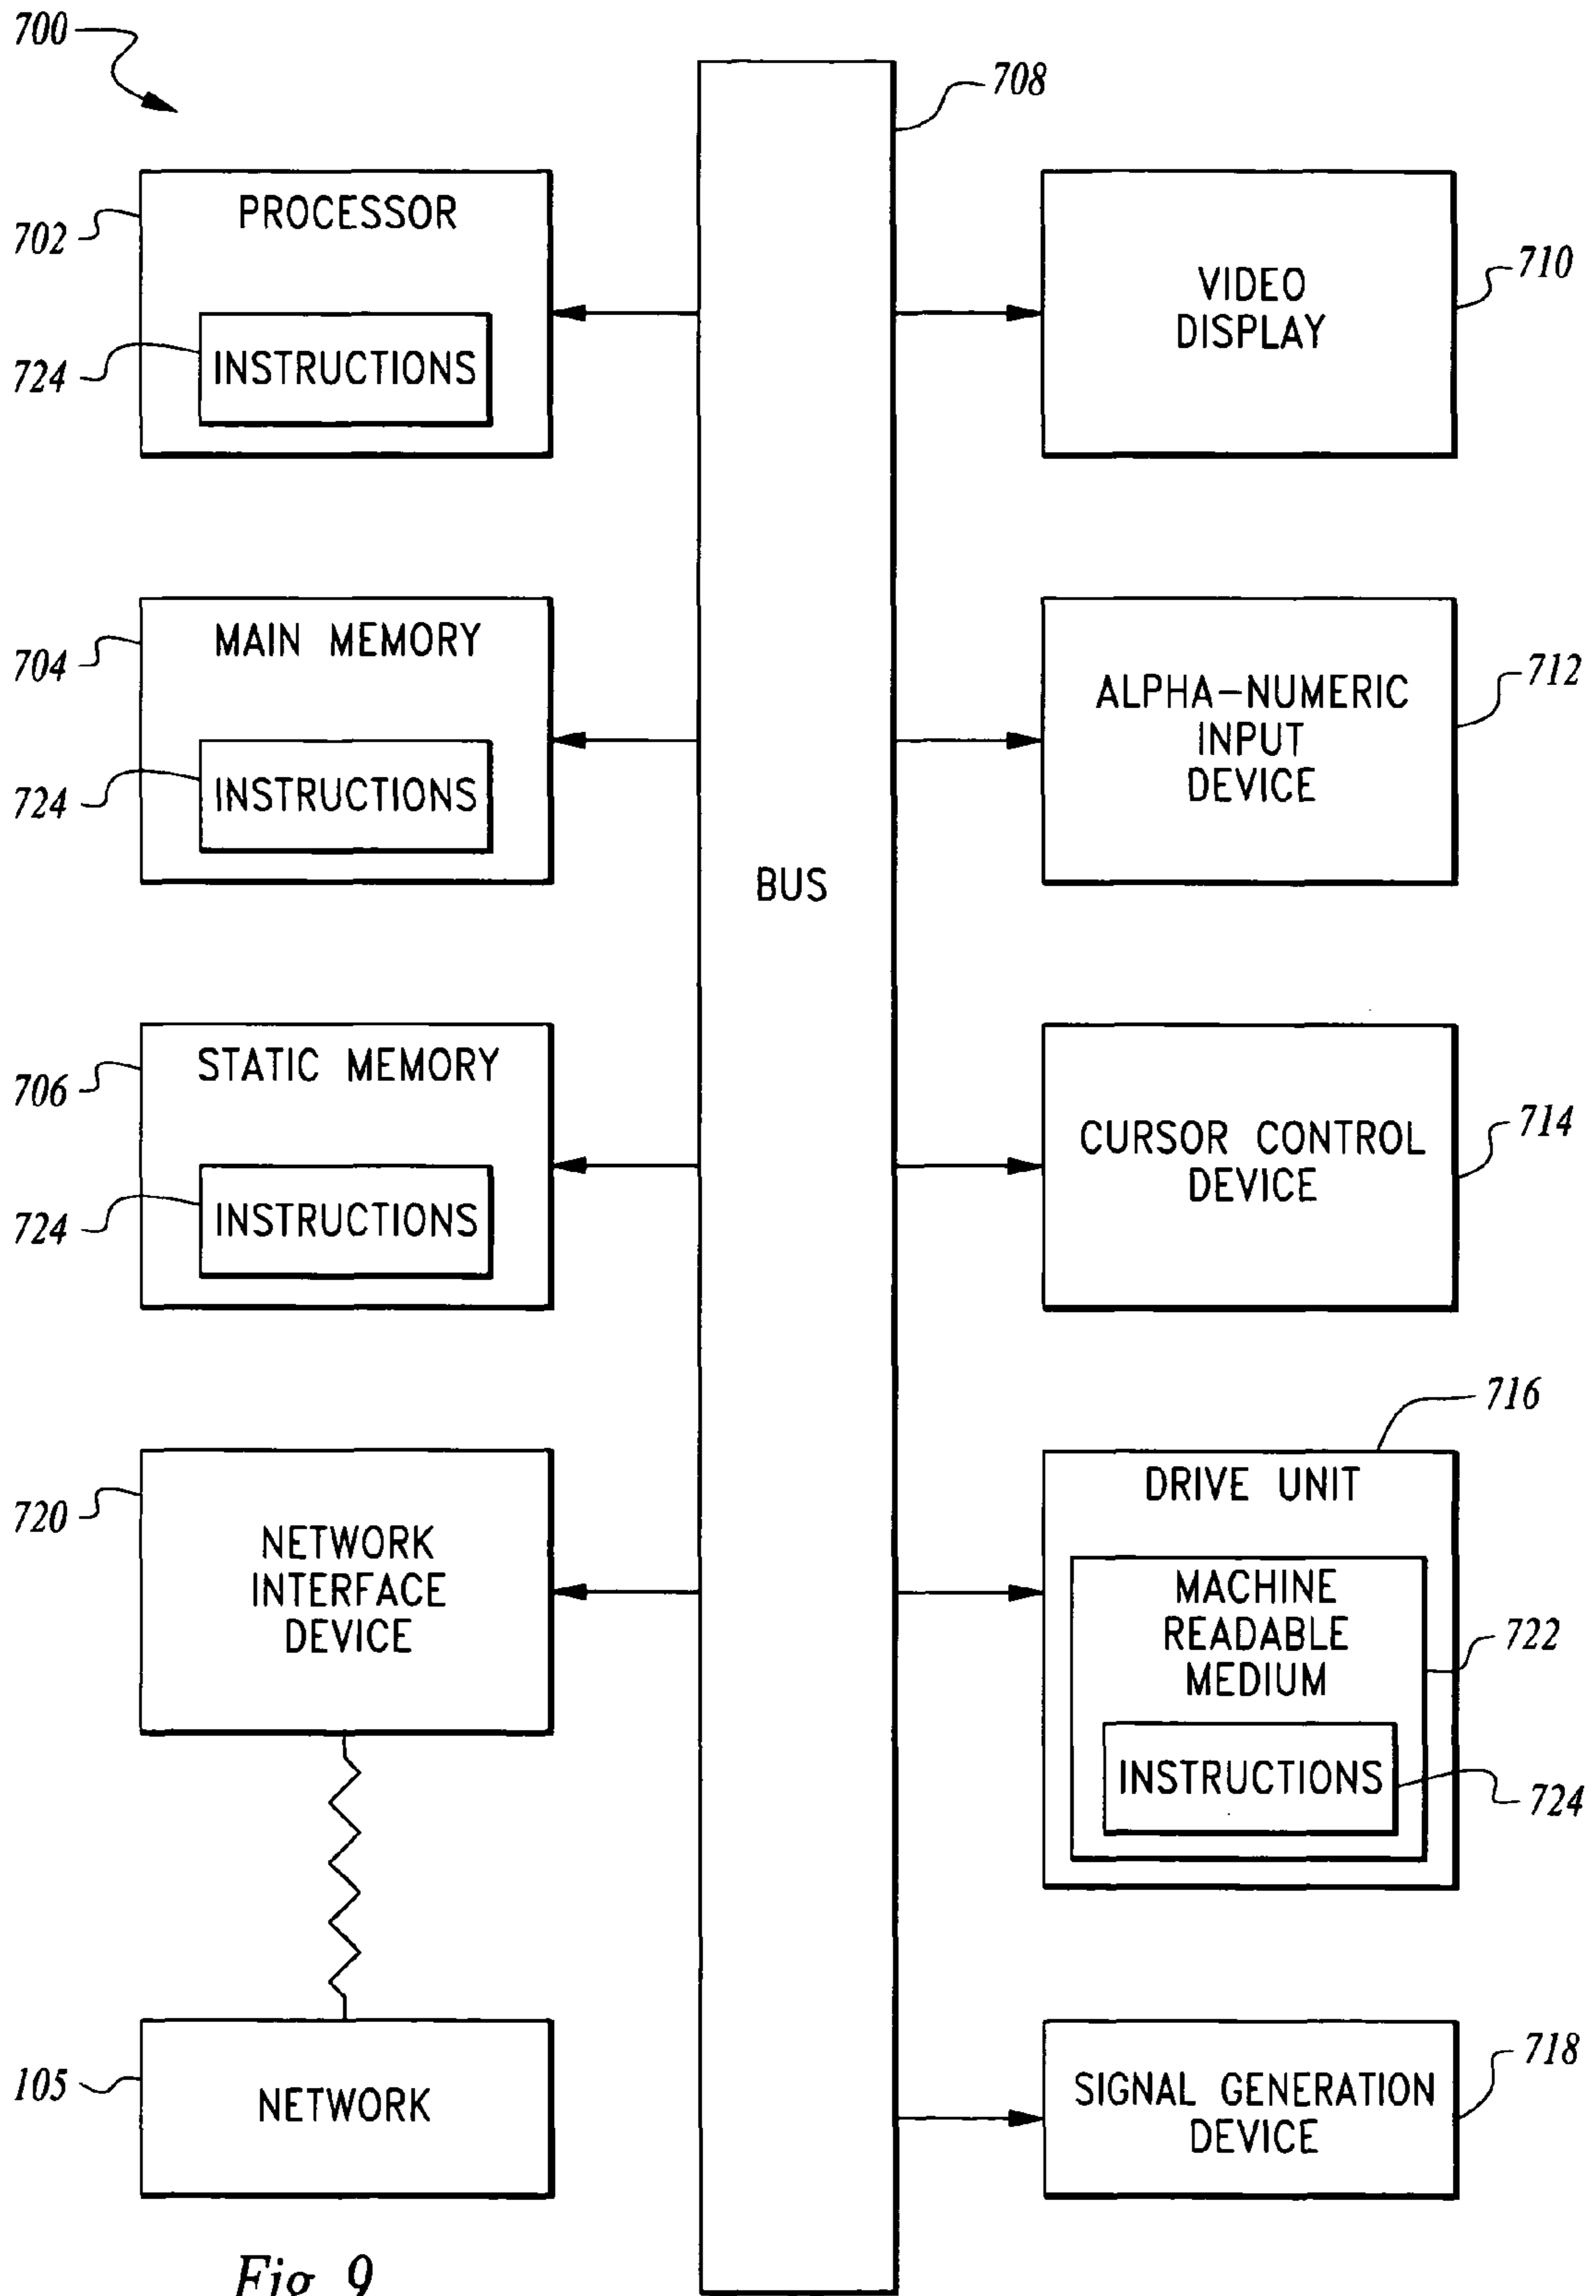 700
708
PROCESSOR
702
INSTRUCTIONS
724
VIDEO
DISPLAY
710
MAIN MEMORY
704
INSTRUCTIONS
724
ALPHA-NUMERIC
INPUT
DEVICE
712
BUS
STATIC MEMORY
706
INSTRUCTIONS
724
CURSOR CONTROL
DEVICE
714
720
NETWORK
INTERFACE
DEVICE
716
DRIVE UNIT
MACHINE
READABLE
MEDIUM
722
INSTRUCTIONS
724
105
NETWORK
SIGNAL GENERATION
DEVICE
718
Fig 9